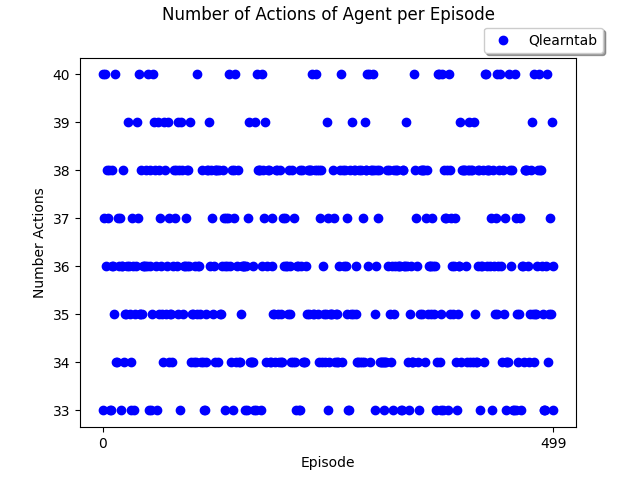 Number of Actions of Agent per Episode
Qlearntab
40
39
38
37
36
35
34
33
Number Actions
0
499
Episode